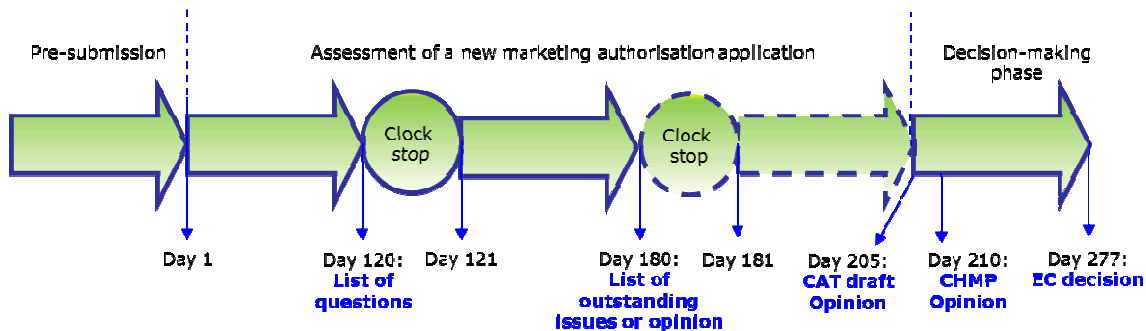 Pre-submission
Assessment of a new marketing authorisation application
Decision-making
phase
Clock
stop
Clock
stop
Day 1
Day 120:
List of
questions
Day 121
Day 180:
List of
outstanding
issues or opinion
Day 181
Day 205:
CAT draft
Opinion
Day 210:
CHMP
Opinion
Day 277:
EC decision